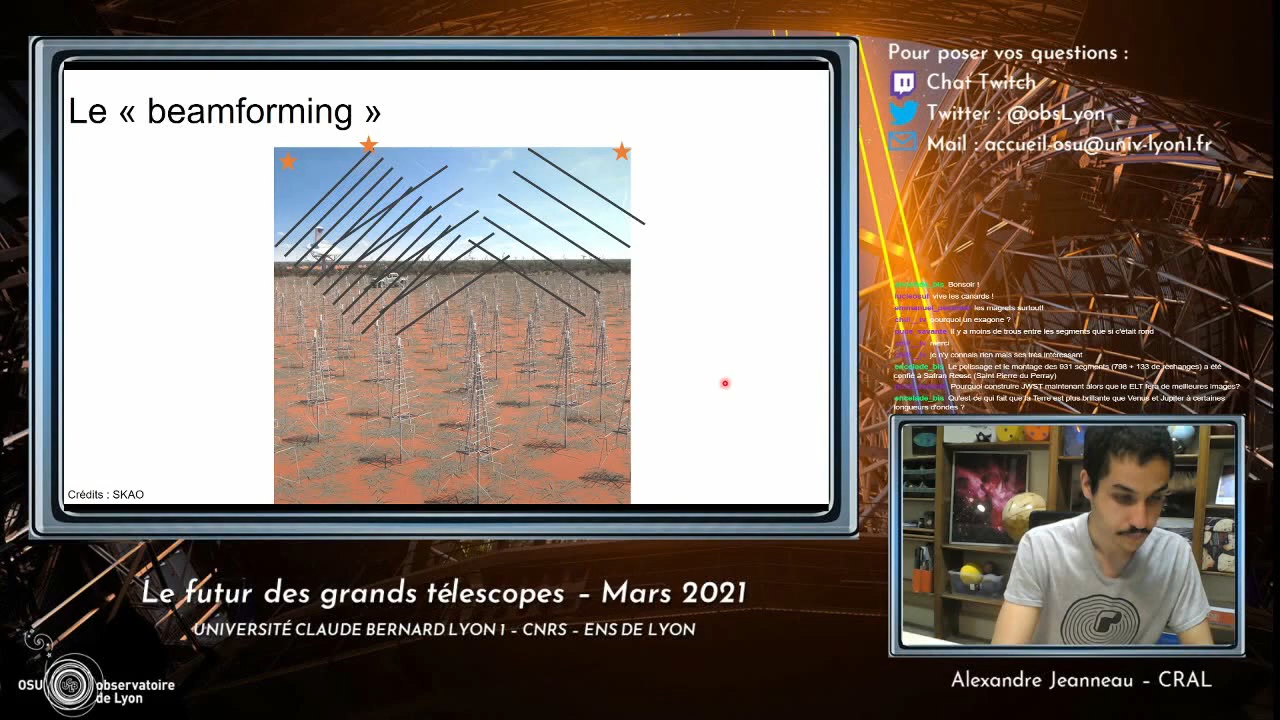 Le « beamforming »
Crédits : SKAO
Pour poser vos questions :
Chat Twitch
Twitter : @obsLyon
Mail : accueil-osu@univ-lyon1.fr
Bonsoir !
vive les canards !
les magrets surtout!
pourquoi un exagone ?
Il y a moins de trous entre les segments que si c'était rond
merci
je n'y connais rien mais ses très intéressant
encelade_bis Le polissage et le montage des 931 segments (798 + 133 de rechanges) a été
confié à Safran Reosc (Saint Pierre du Perray)
Pourquoi construire JWST maintenant alors que le ELT fera de meilleures images?
encelade_bis Qu'est-ce qui fait que la Terre est plus brillante que Venus et Jupiter à certaines
longueurs d'ondes ?
Le futur des grands télescopes – Mars 2021
UNIVERSITÉ CLAUDE BERNARD LYON 1 - CNRS - ENS DE LYON
OSU observatoire
de Lyon
Alexandre Jeanneau – CRAL